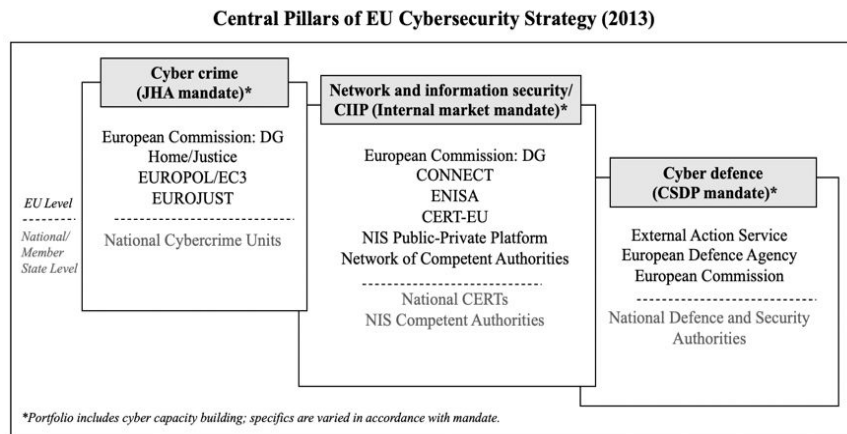 Central Pillars of EU Cybersecurity Strategy (2013)
Cyber crime
(JHA mandate)*
European Commission: DG
Home/Justice
EUROPOL/EC3
EUROJUST
National Cybercrime Units
Network and information security/
CIIP (Internal market mandate)*
European Commission: DG
CONNECT
ENISA
CERT-EU
NIS Public-Private Platform
Network of Competent Authorities
National CERTs
NIS Competent Authorities
Cyber defence
(CSDP mandate)*
External Action Service
European Defence Agency
European Commission
National Defence and Security
Authorities
EU Level
National/
Member
State Level
*Portfolio includes cyber capacity building; specifics are varied in accordance with mandate.